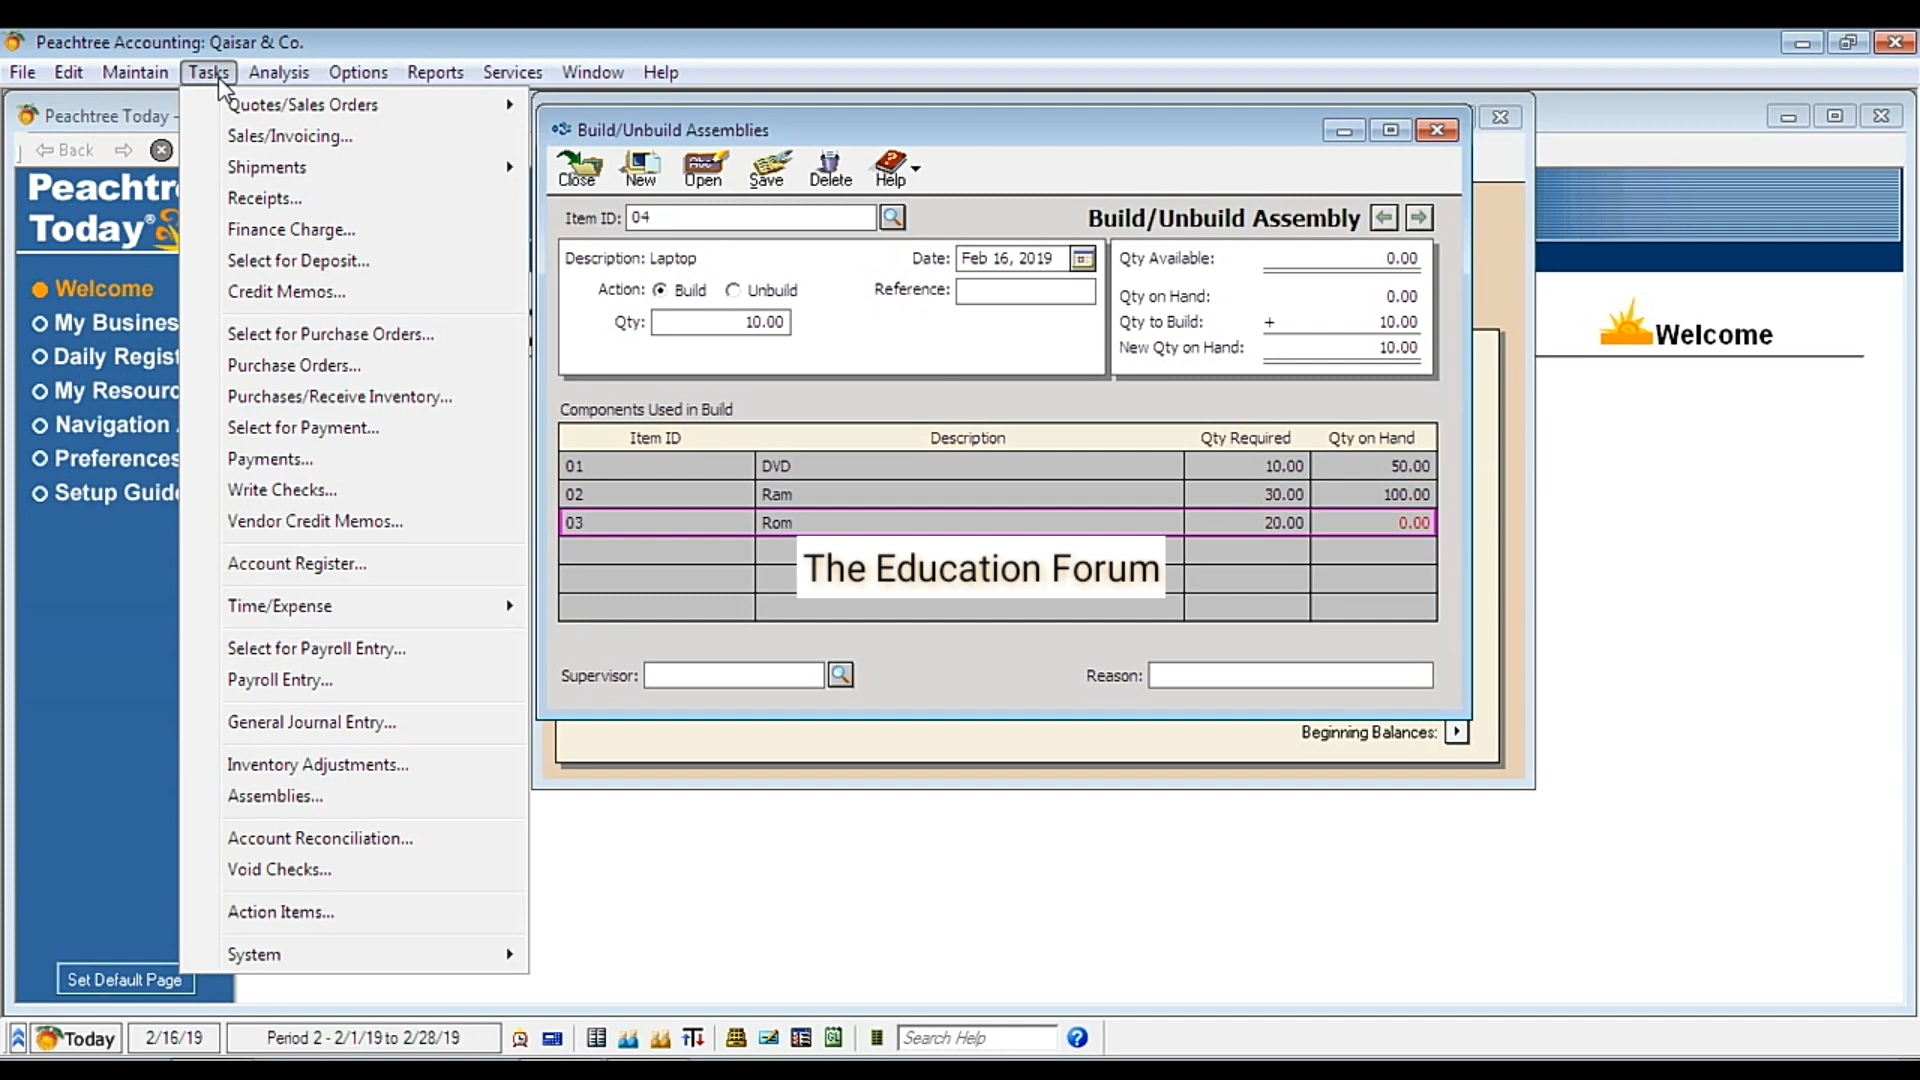 Peachtree Accounting: Qaisar & Co.
File Edit Maintain Tasks Analysis Options Reports Services Window Help
Peachtree Today -
Back
Peachtre
Today®
Welcome
My Busines
Daily Regist
My Resourc
Navigation
Preferences
Setup Guide
Set Default Page
Quotes/Sales Orders
Sales/Invoicing...
Shipments
Receipts...
Finance Charge...
Select for Deposit...
Credit Memos...
Select for Purchase Orders...
Purchase Orders...
Purchases/Receive Inventory...
Select for Payment...
Payments...
Write Checks...
Vendor Credit Memos...
Account Register...
Time/Expense
Select for Payroll Entry...
Payroll Entry...
General Journal Entry...
Inventory Adjustments...
Assemblies...
Account Reconciliation...
Void Checks...
Action Items...
System
Build/Unbuild Assemblies
Close New Open Save Delete Help
Item ID: 04
Build/Unbuild Assembly
Description: Laptop
Date: Feb 16, 2019
Action: Build Unbuild
Reference:
Qty: 10.00
Qty Available: 0.00
Qty on Hand: 0.00
Qty to Build: + 10.00
New Qty on Hand: 10.00
Components Used in Build
Item ID Description Qty Required Qty on Hand
01 DVD 10.00 50.00
02 Ram 30.00 100.00
03 Rom 20.00 0.00
The Education Forum
Supervisor:
Reason:
Beginning Balances:
Welcome
Today 2/16/19 Period 2 - 2/1/19 to 2/28/19 Search Help